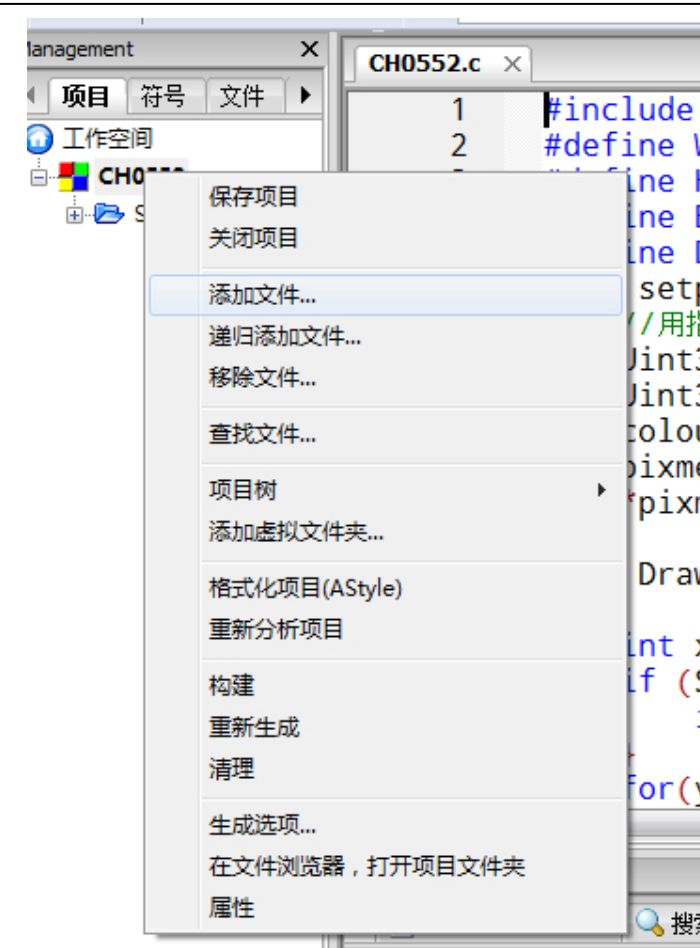 Management
CH0552.c
项目 符号 文件
工作空间
1 #include
2 #define
保存项目
关闭项目
添加文件...
递归添加文件...
移除文件...
查找文件...
项目树
添加虚拟文件夹...
格式化项目(AStyle)
重新分析项目
构建
重新生成
清理
生成选项...
在文件浏览器，打开项目文件夹
属性
//用
int
if (
for(